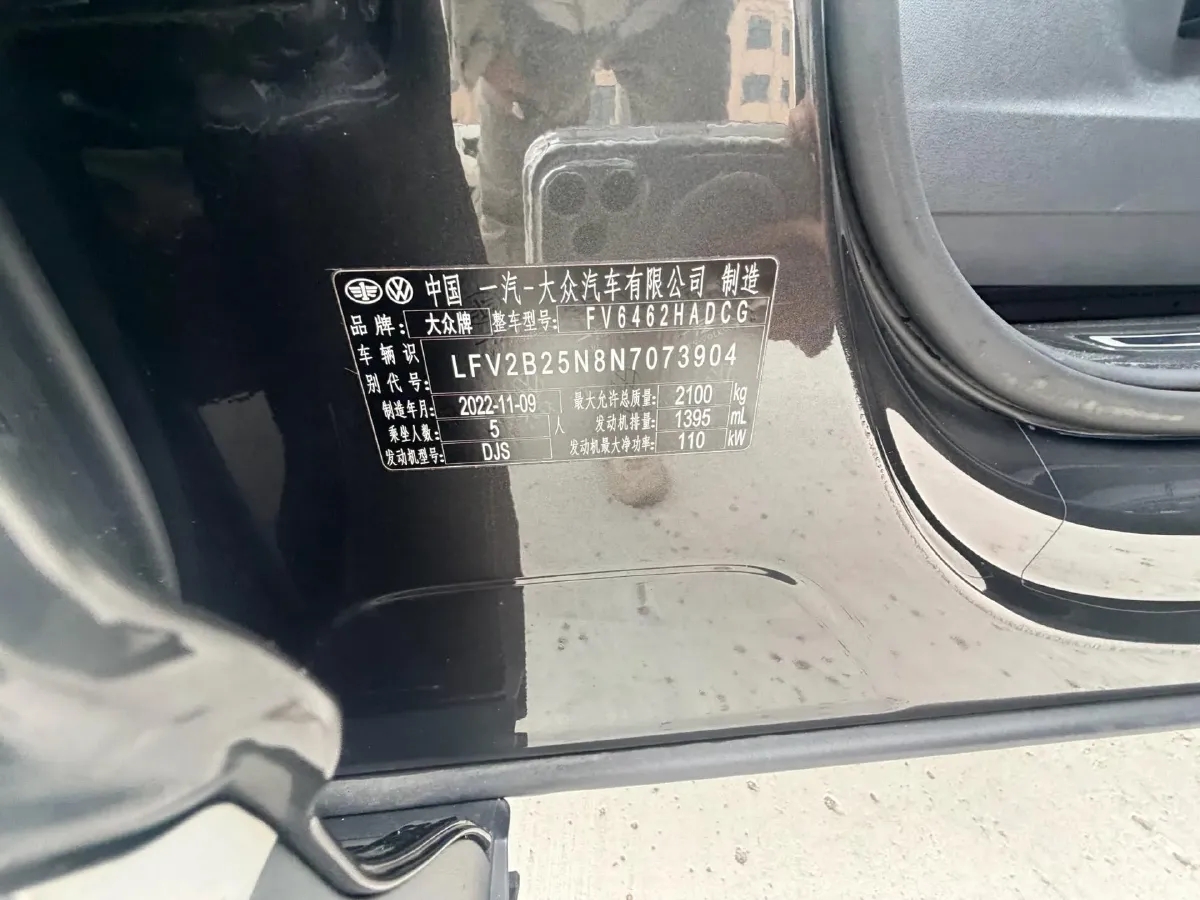 中国 一汽-大众汽车有限公司 制造
品牌: 大众牌 整车型号: FV6462HADCG
车辆识别代号: LFV2B25N8N7073904
制造年月: 2022-11-09 最大允许总质量: 2100 kg
乘坐人数: 5 人 发动机排量: 1395 mL
发动机型号: DJS 发动机最大净功率: 110 kW